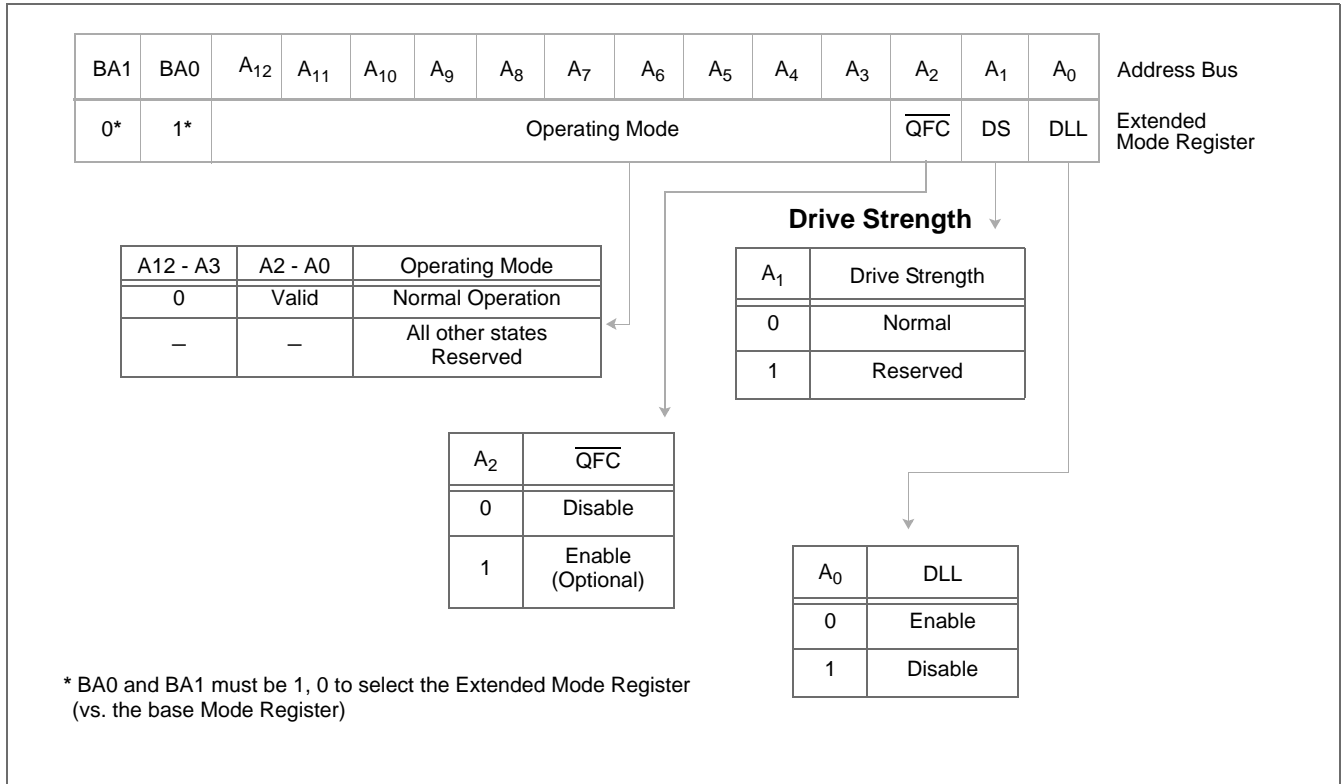 BA1 BA0 A12 A11 A10 A9 A8 A7 A6 A5 A4 A3 A2 A1 A0 Address Bus
0* 1* Operating Mode Q̅F̅C̅ DS DLL Extended
Mode Register
Drive Strength
A12 - A3 A2 - A0 Operating Mode
0 Valid Normal Operation
– – All other states
Reserved
A1 Drive Strength
0 Normal
1 Reserved
A2 Q̅F̅C̅
0 Disable
1 Enable
(Optional)
A0 DLL
0 Enable
1 Disable
* BA0 and BA1 must be 1, 0 to select the Extended Mode Register
(vs. the base Mode Register)